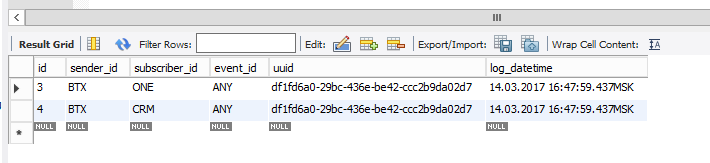 Result Grid Filter Rows: Edit: Export/Import: Wrap Cell Content:
id sender_id subscriber_id event_id uuid log_datetime
3 BTX ONE ANY df1fd6a0-29bc-436e-be42-ccc2b9da02d7 14.03.2017 16:47:59.437MSK
4 BTX CRM ANY df1fd6a0-29bc-436e-be42-ccc2b9da02d7 14.03.2017 16:47:59.437MSK
NULL NULL NULL NULL NULL NULL